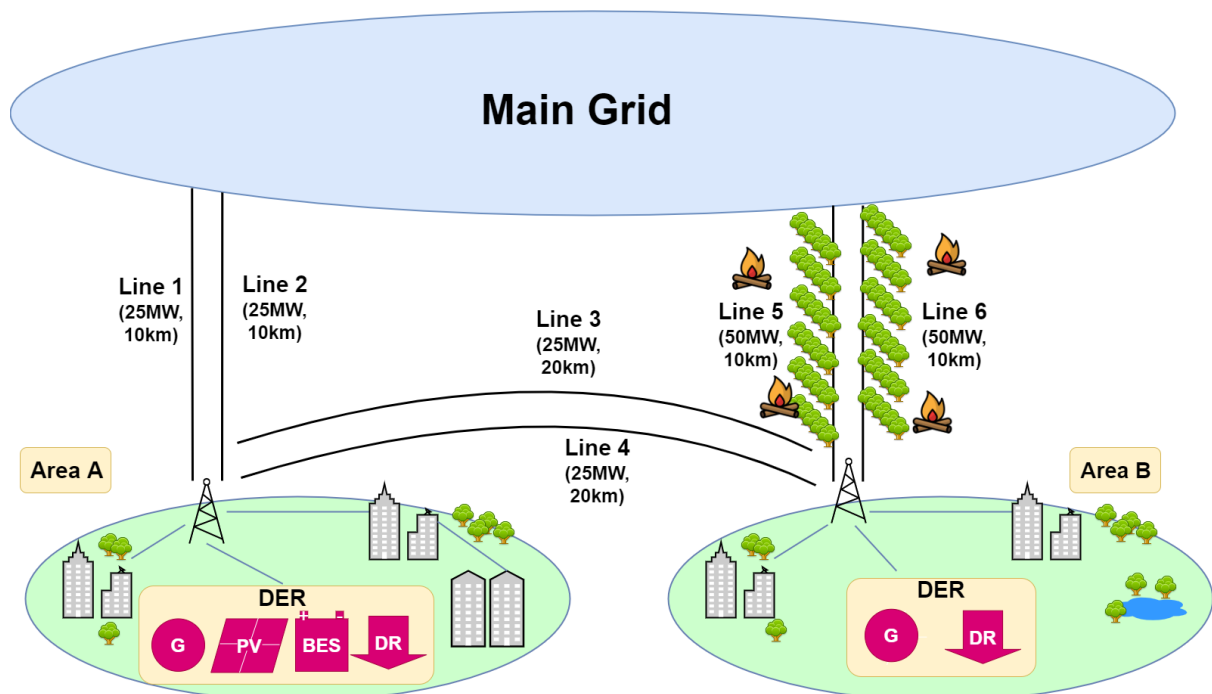 Main Grid
Line 1
(25MW,
10km)
Line 2
(25MW,
10km)
Line 3
(25MW,
20km)
Line 4
(25MW,
20km)
Line 5
(50MW,
10km)
Line 6
(50MW,
10km)
Area A
Area B
DER
G
PV
BES
DR
DER
G
DR